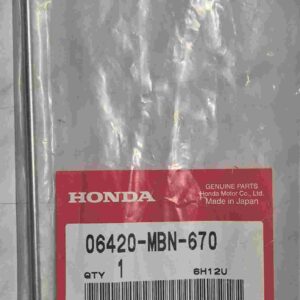 HONDA
GENUINE PARTS
Honda Motor Co., Ltd.
Made in Japan
06420-MBN-670
QTY 1 6H12U